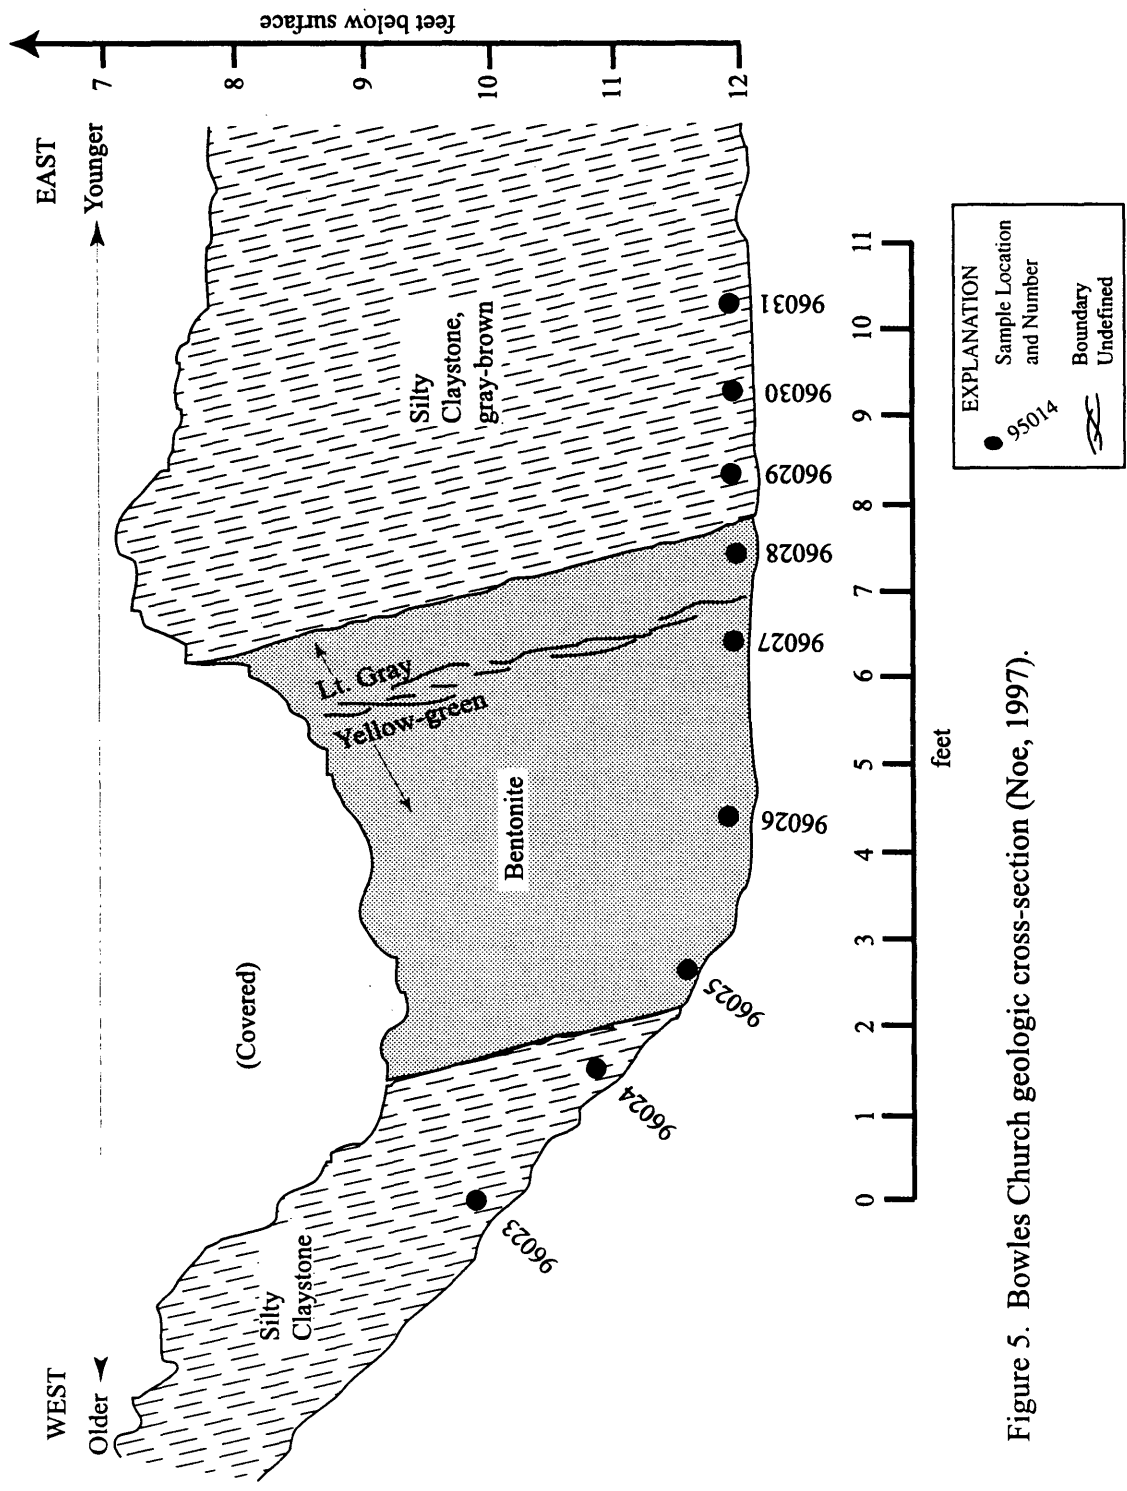 WEST
EAST
Older
Younger
feet below surface
7
8
9
10
11
12
(Covered)
Silty
Claystone
Bentonite
Lt. Gray
Yellow-green
Silty
Claystone,
gray-brown
96023
96024
96025
96026
96027
96028
96029
96030
96031
0
1
2
3
4
5
6
7
8
9
10
11
feet
EXPLANATION
95014
Sample Location
and Number
Boundary
Undefined
Figure 5. Bowles Church geologic cross-section (Noe, 1997).